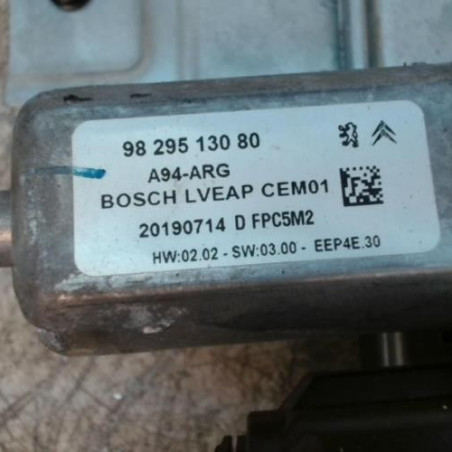 98 295 130 80
A94-ARG
BOSCH LVEAP CEM01
20190714 D FPC5M2
HW:02.02 - SW:03.00 - EEP4E.30